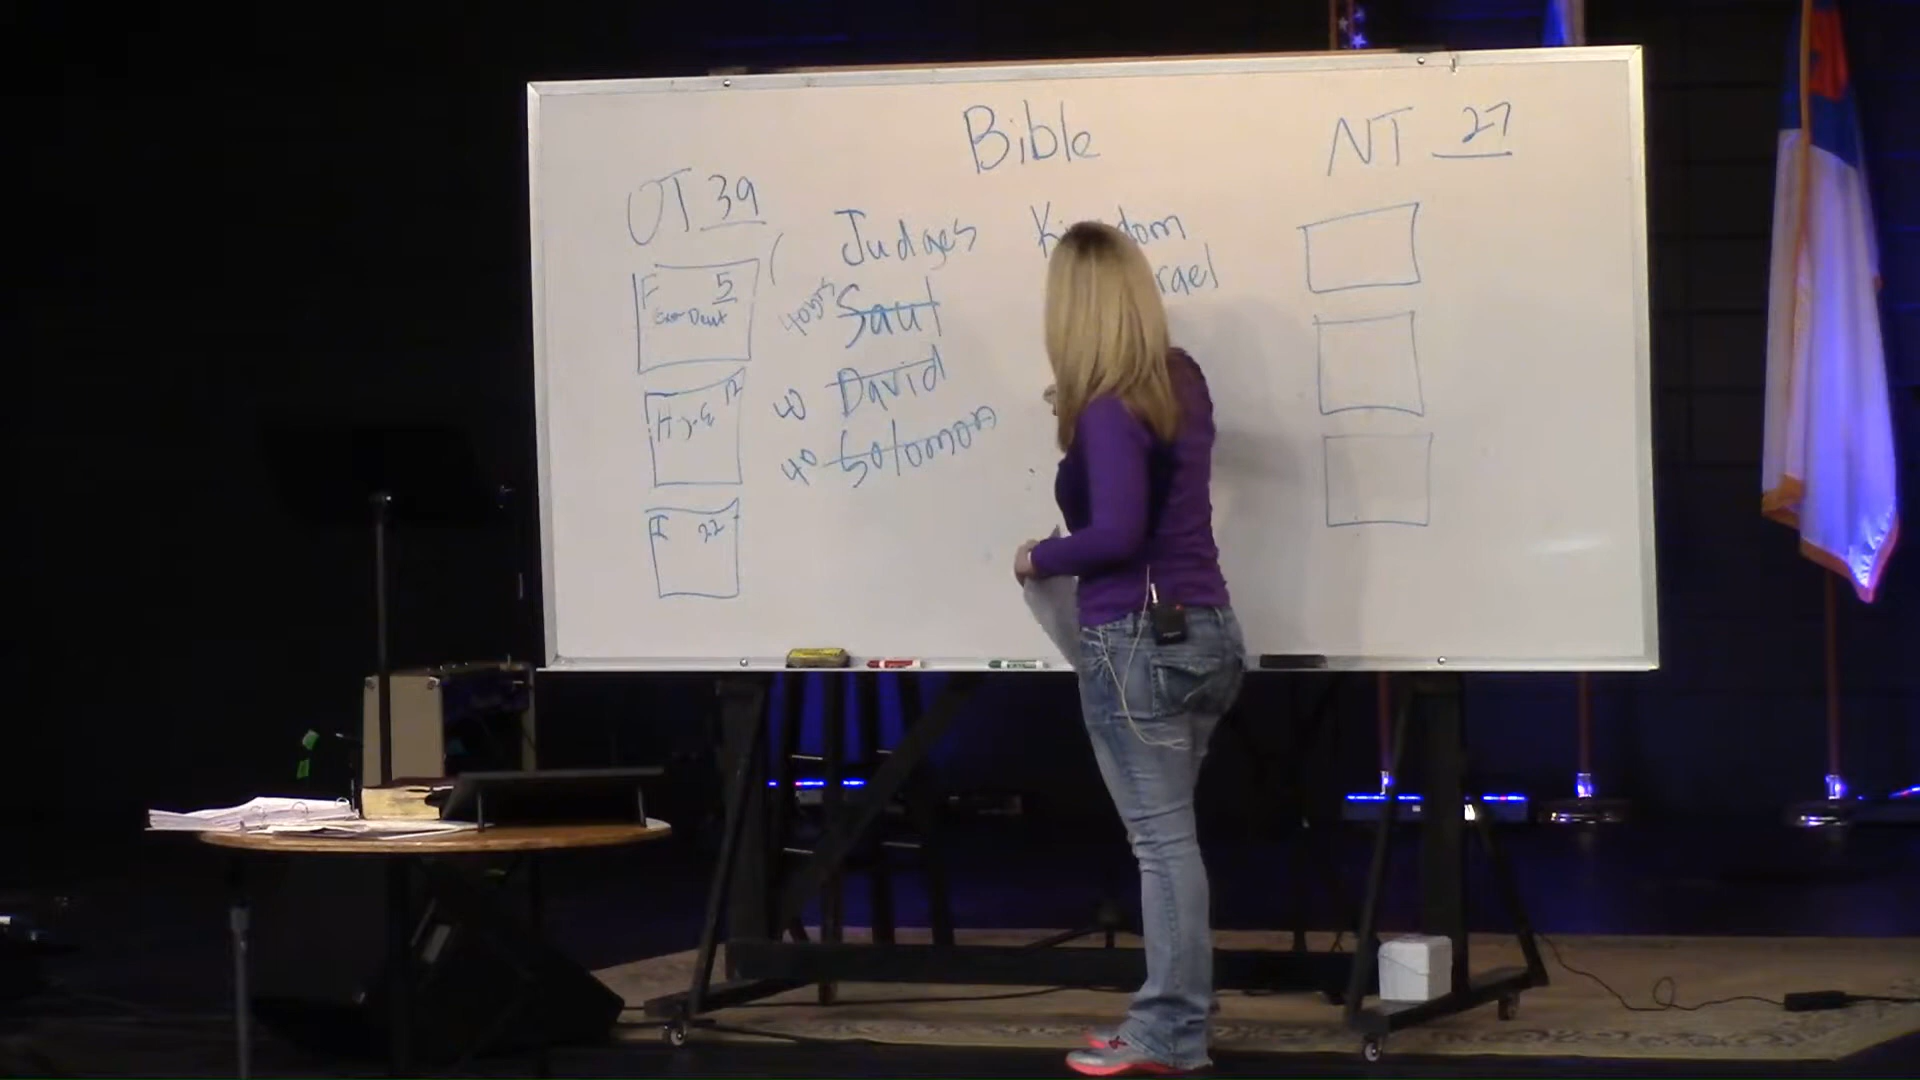 Bible
NT 27
OT 39
Judges
F 5
Gen Deut
40yrs Saul
40 David
40 Solomon
H 12
22